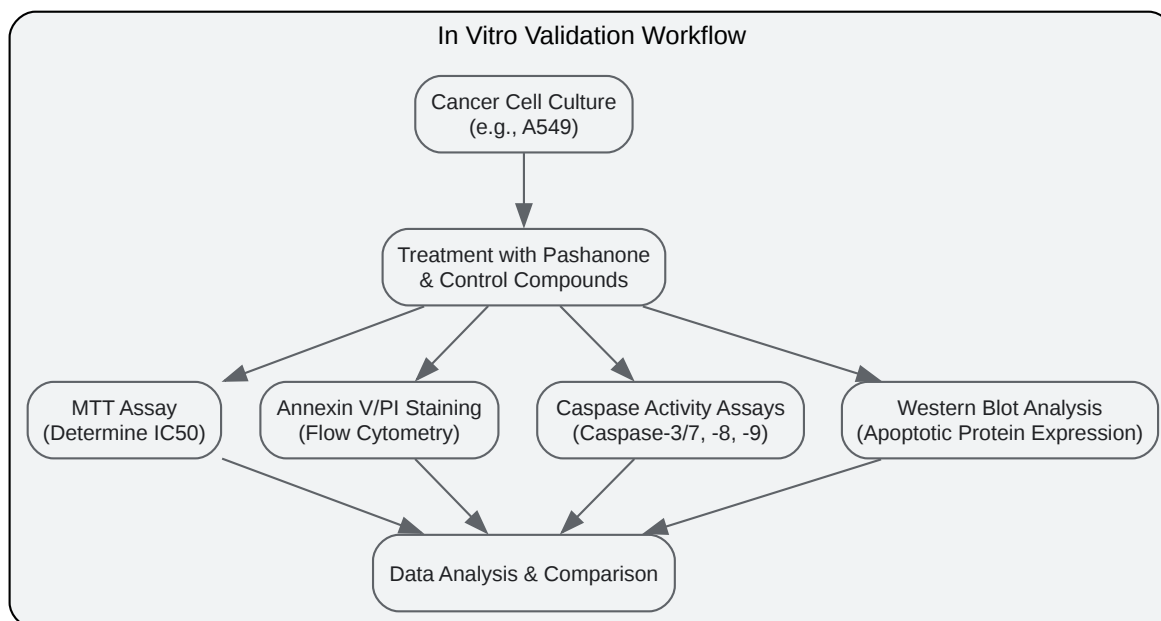 In Vitro Validation Workflow
Cancer Cell Culture
(e.g., A549)
Treatment with Pashanone
& Control Compounds
MTT Assay
(Determine IC50)
Annexin V/PI Staining
(Flow Cytometry)
Caspase Activity Assays
(Caspase-3/7, -8, -9)
Western Blot Analysis
(Apoptotic Protein Expression)
Data Analysis & Comparison